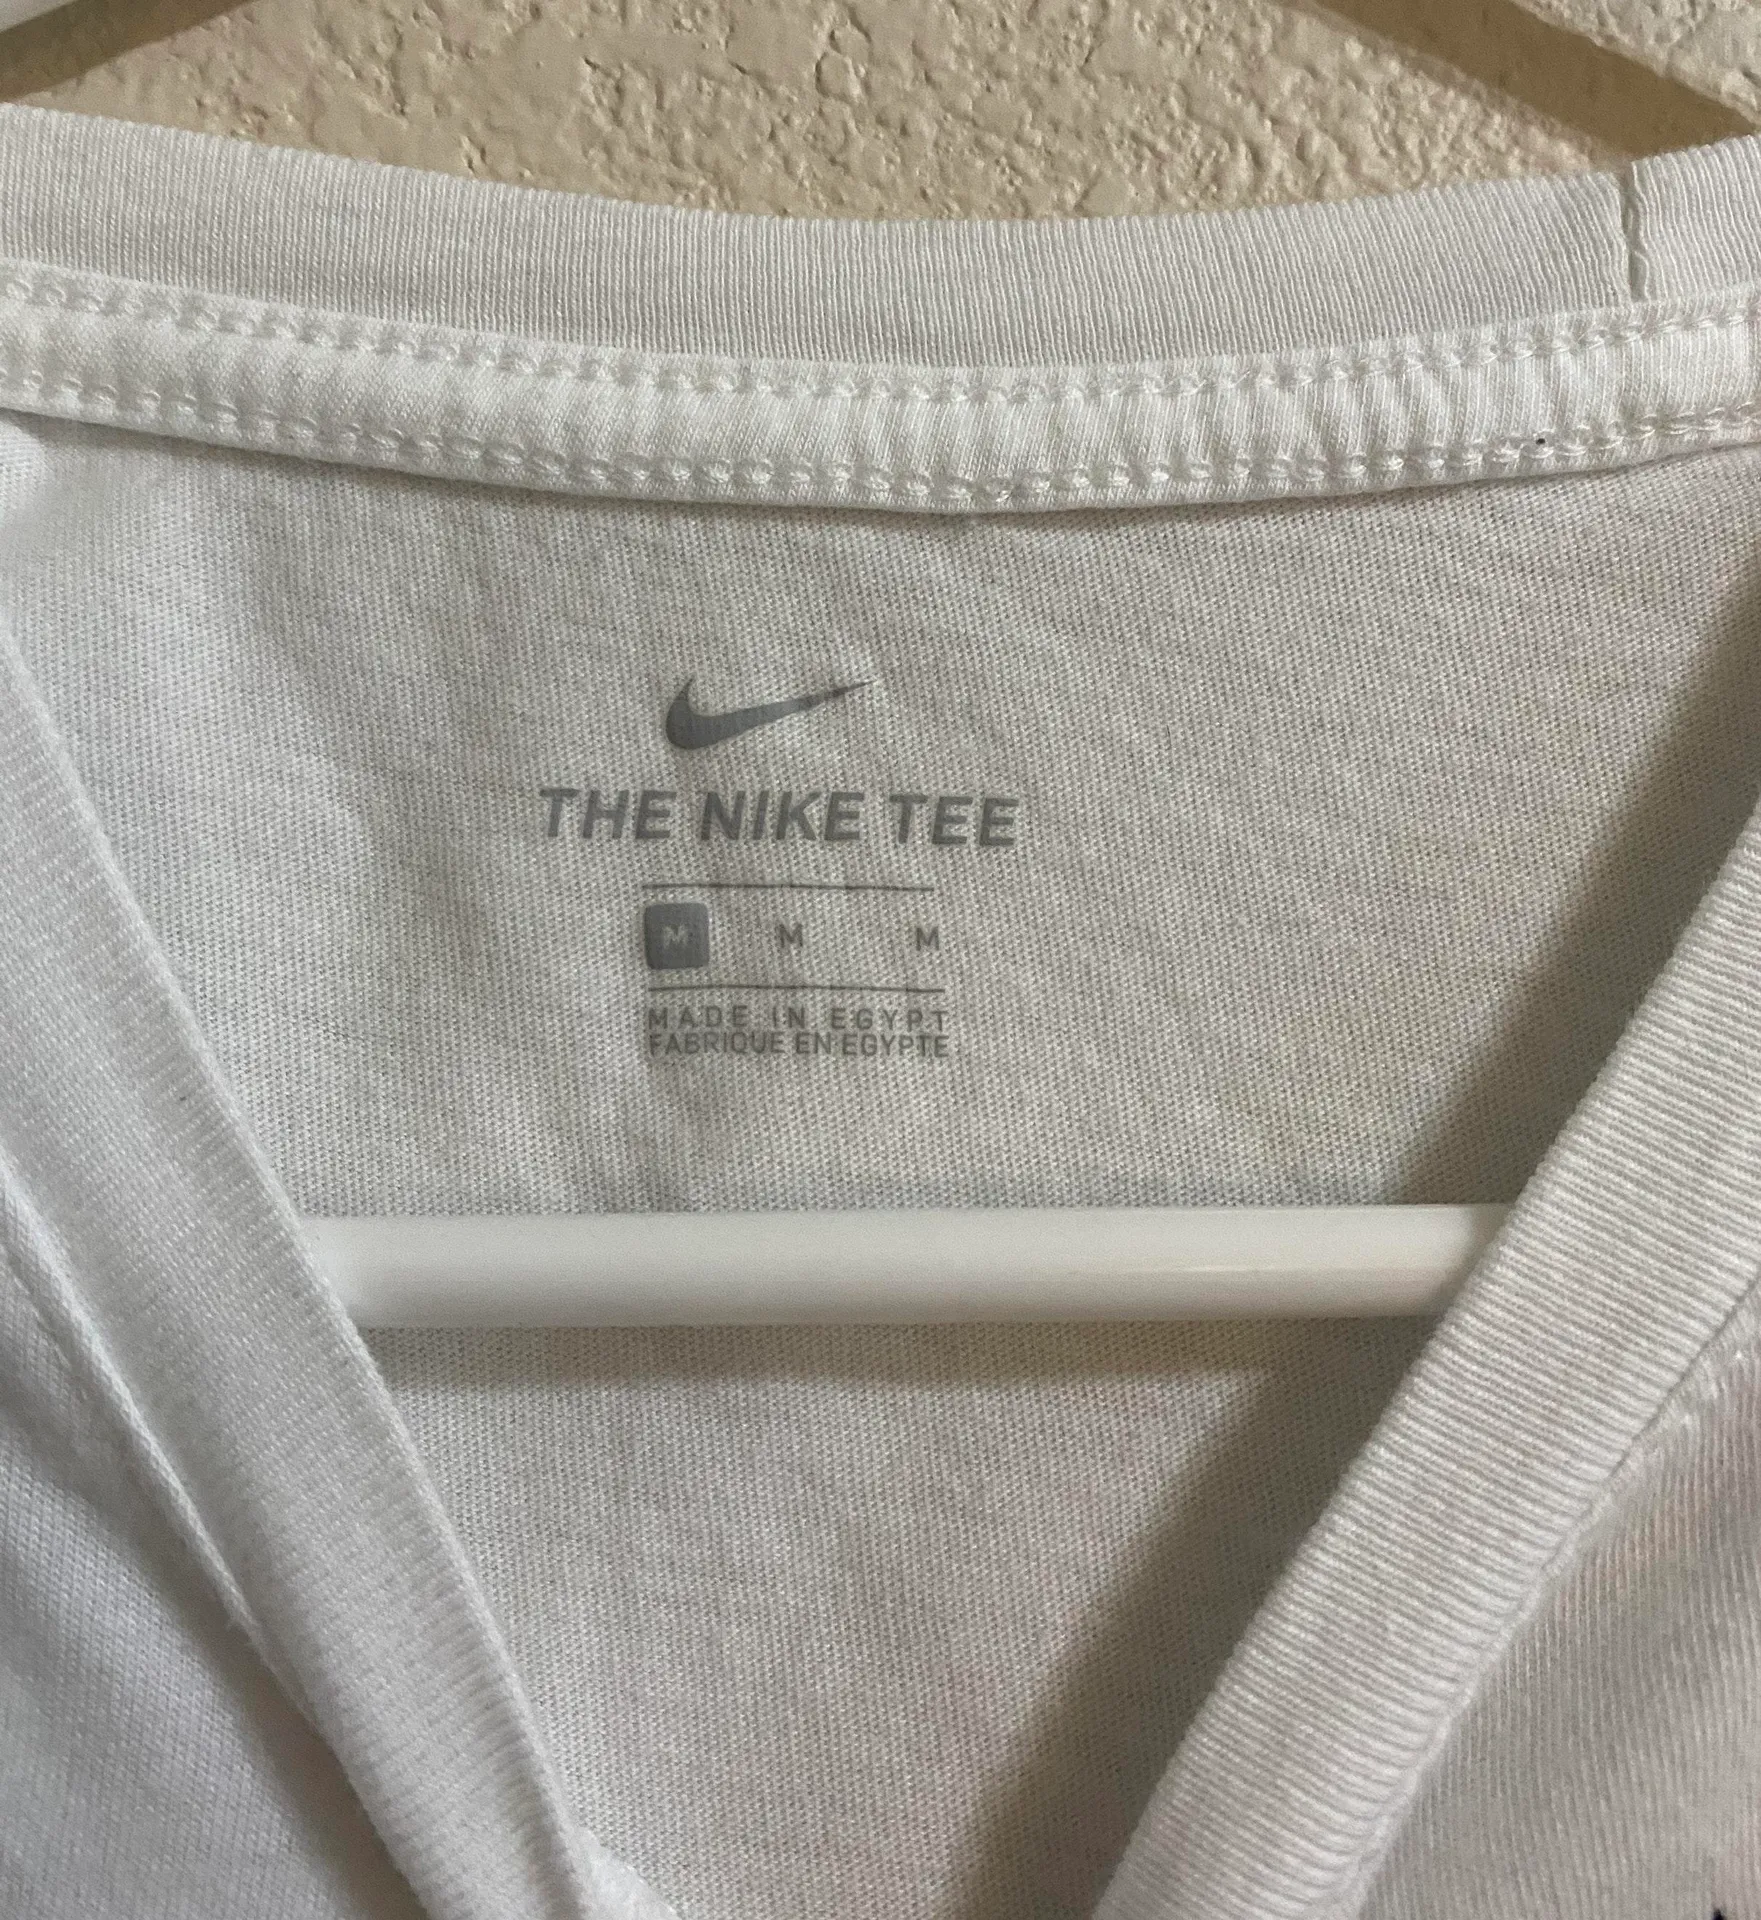 THE NIKE TEE
M M M
MADE IN EGYPT
FABRIQUE EN EGYPTE